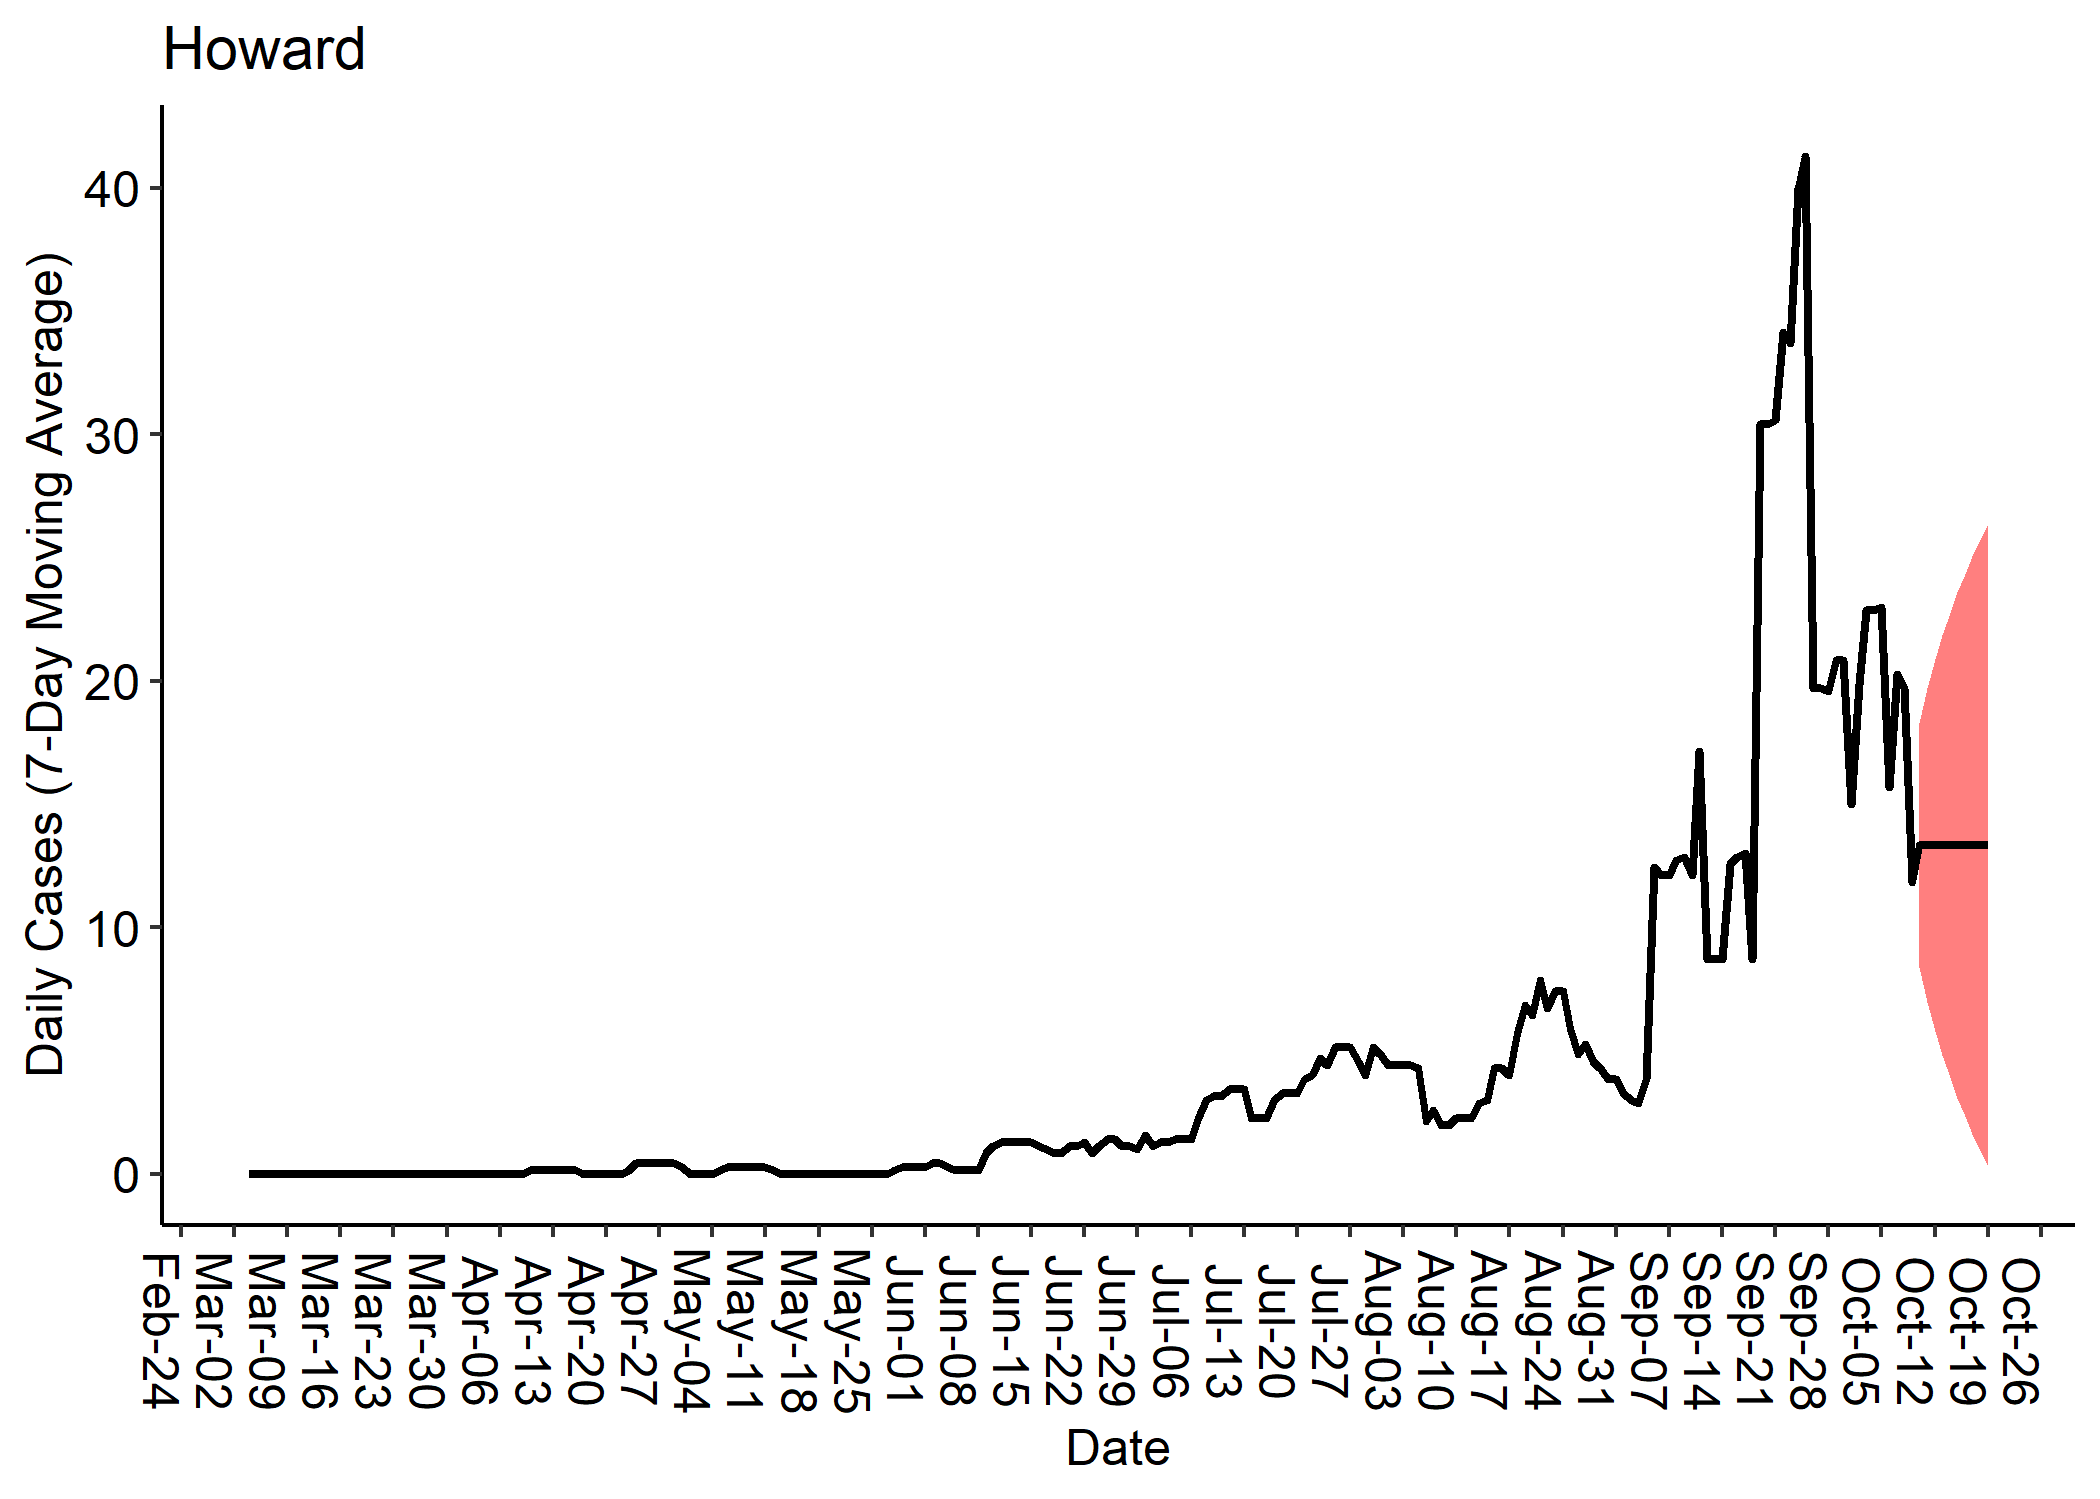 Howard
Daily Cases (7-Day Moving Average)
40
30
20
10
0
Feb-24
Mar-02
Mar-09
Mar-16
Mar-23
Mar-30
Apr-06
Apr-13
Apr-20
Apr-27
May-04
May-11
May-18
May-25
Jun-01
Jun-08
Jun-15
Jun-22
Jun-29
Jul-06
Jul-13
Jul-20
Jul-27
Aug-03
Aug-10
Aug-17
Aug-24
Aug-31
Sep-07
Sep-14
Sep-21
Sep-28
Oct-05
Oct-12
Oct-19
Oct-26
Date